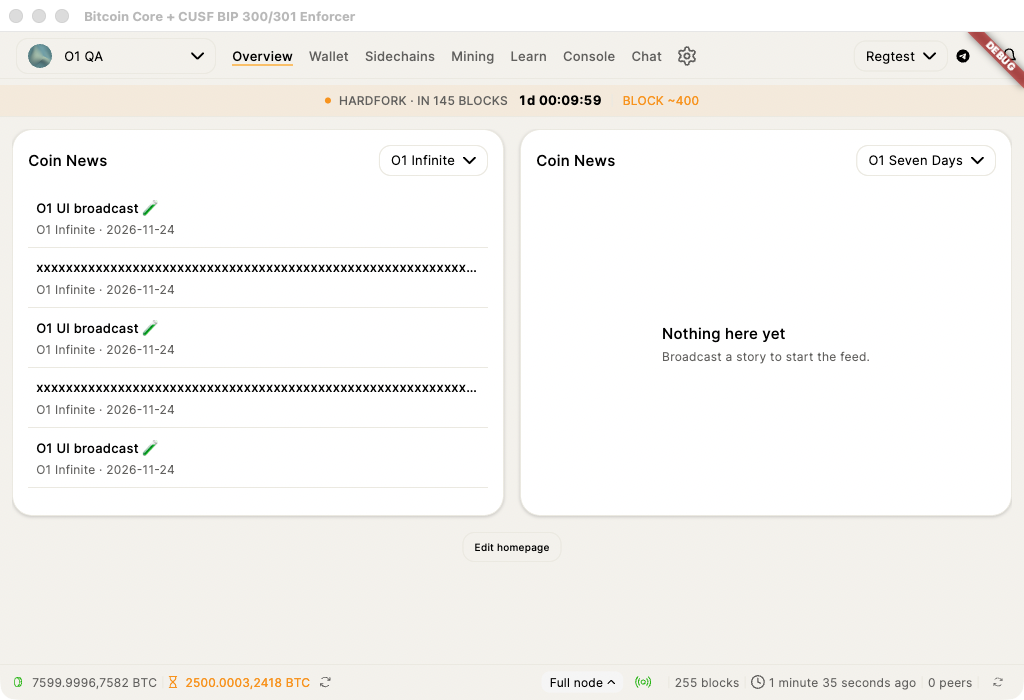 Bitcoin Core + CUSF BIP 300/301 Enforcer
O1 QA
Overview Wallet Sidechains Mining Learn Console Chat
Regtest
DEBUG
HARDFORK · IN 145 BLOCKS 1d 00:09:59 BLOCK ~400
Coin News
O1 Infinite
O1 UI broadcast
O1 Infinite · 2026-11-24
xxxxxxxxxxxxxxxxxxxxxxxxxxxxxxxxxxxxxxxxxxxxxxxxxxxxxxxxxx...
O1 Infinite · 2026-11-24
O1 UI broadcast
O1 Infinite · 2026-11-24
xxxxxxxxxxxxxxxxxxxxxxxxxxxxxxxxxxxxxxxxxxxxxxxxxxxxxxxxxx...
O1 Infinite · 2026-11-24
O1 UI broadcast
O1 Infinite · 2026-11-24
Coin News
O1 Seven Days
Nothing here yet
Broadcast a story to start the feed.
Edit homepage
7599.9996,7582 BTC 2500.0003,2418 BTC Full node 255 blocks 1 minute 35 seconds ago 0 peers